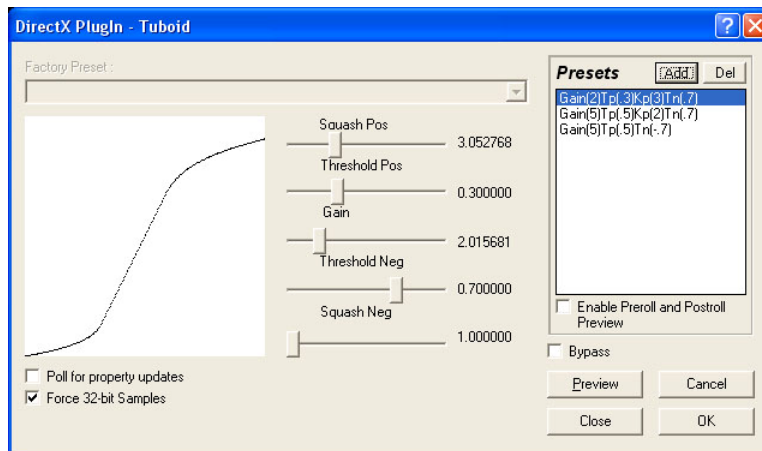 DirectX PlugIn - Tuboid
Factory Preset :
Squash Pos
3.052768
Threshold Pos
0.300000
Gain
2.015681
Threshold Neg
0.700000
Squash Neg
1.000000
Poll for property updates
Force 32-bit Samples
Presets Add Del
Gain(2)Tp(.3)Kp(3)Tn(.7)
Gain(5)Tp(.5)Kp(2)Tn(.7)
Gain(5)Tp(.5)Tn(-.7)
Enable Preroll and Postroll
Preview
Bypass
Preview Cancel
Close OK